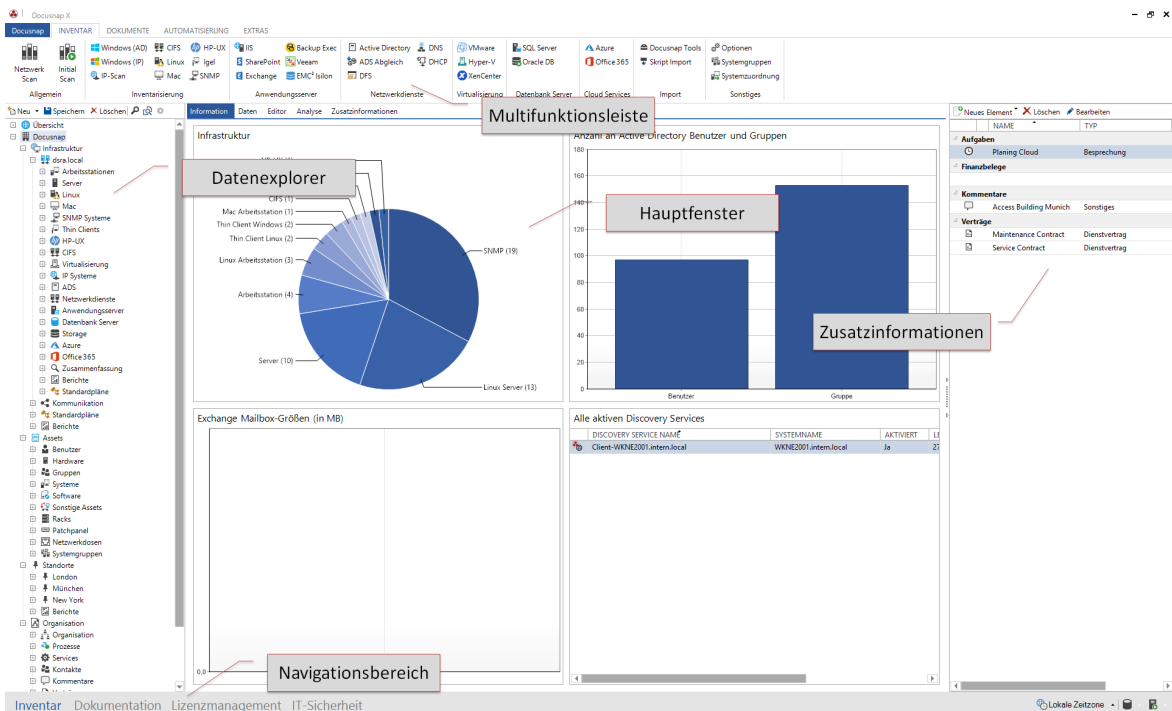 Docusnap X
Docusnap INVENTAR DOKUMENTE AUTOMATISIERUNG EXTRAS
Netzwerk Scan
Initial Scan
Allgemein
Windows (AD) CIFS HP-UX
Windows (IP) Linux Igel
IP-Scan Mac SNMP
Inventarisierung
IIS Backup Exec
SharePoint Veeam
Exchange EMC² Isilon
Anwendungsserver
Active Directory DNS
ADS Abgleich DHCP
DFS
Netzwerkdienste
VMware
Hyper-V
XenCenter
Virtualisierung
SQL Server
Oracle DB
Datenbank Server
Azure
Office 365
Cloud Services
Docusnap Tools
Script Import
Import
Optionen
Systemgruppen
Systemzuordnung
Sonstiges
Neu Speichern Löschen
Übersicht
Docusnap
Infrastruktur
dsra.local
Arbeitsstationen
Server
Linux
Mac
SNMP Systeme
Thin Clients
HP-UX
CIFS
Virtualisierung
IP Systeme
ADS
Netzwerkdienste
Anwendungsserver
Datenbank Server
Storage
Azure
Office 365
Zusammenfassung
Berichte
Standardpläne
Kommunikation
Standardpläne
Berichte
Assets
Benutzer
Hardware
Gruppen
Systeme
Software
Sonstige Assets
Racks
Patchpanel
Netzwerkdosen
Systemgruppen
Standorte
London
München
New York
Berichte
Organisation
Organisation
Prozesse
Services
Kontakte
Kommentare
Information Daten Editor Analyse Zusatzinformationen
Multifunktionsleiste
Datenexplorer
Hauptfenster
Zusatzinformationen
Navigationsbereich
Infrastruktur
CIFS (1)
Mac Arbeitsstation (1)
Thin Client Windows (2)
Thin Client Linux (2)
Linux Arbeitsstation (3)
Arbeitsstation (4)
Server (10)
SNMP (19)
Linux Server (13)
Anzahl an Active Directory Benutzer und Gruppen
180
160
140
120
100
80
60
40
20
0
Benutzer Gruppe
Exchange Mailbox-Größen (in MB)
0,0
Alle aktiven Discovery Services
DISCOVERY SERVICE NAME SYSTEMNAME AKTIVIERT
Client-WKNE2001.intern.local WKNE2001.intern.local Ja
Neues Element Löschen Bearbeiten
NAME TYP
Aufgaben
Planing Cloud Besprechung
Finanzbelege
Kommentare
Access Building Munich Sonstiges
Verträge
Maintenance Contract Dienstvertrag
Service Contract Dienstvertrag
Inventar Dokumentation Lizenzmanagement IT-Sicherheit
Lokale Zeitzone